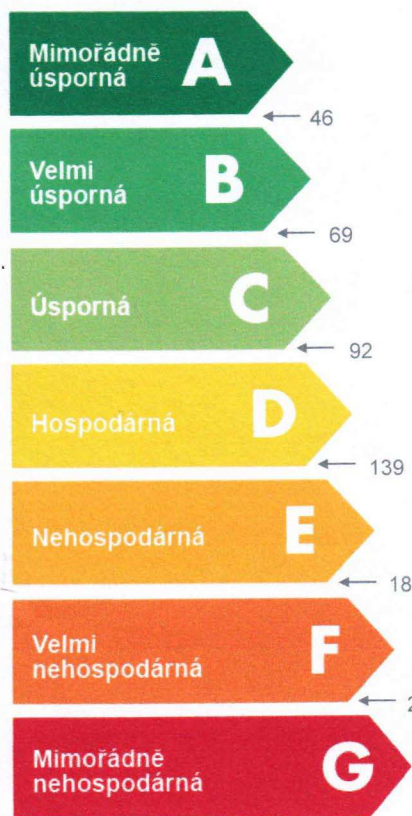 Mimořádně
úsporná A
46
Velmi
úsporná B
69
Úsporná C
92
Hospodárná D
139
Nehospodárná E
Velmi
nehospodárná F
Mimořádně
nehospodárná G